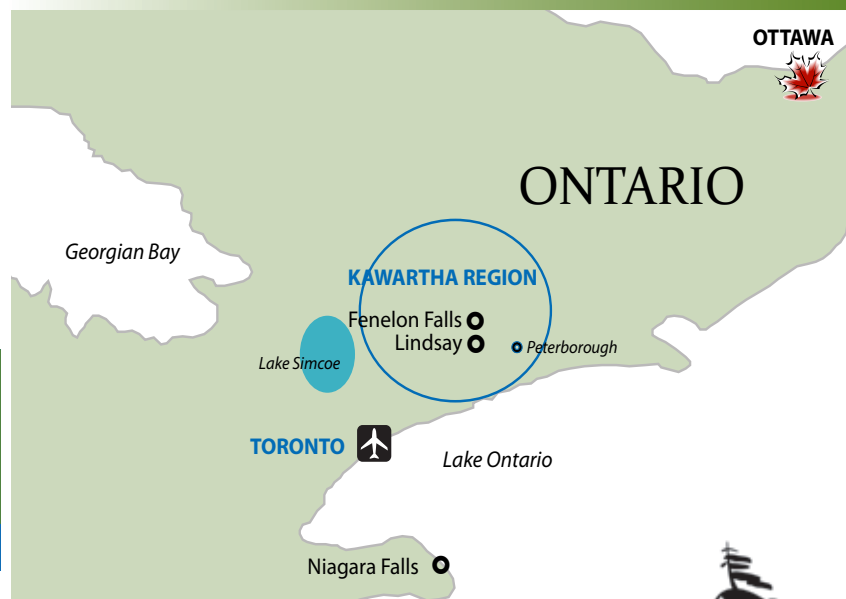 OTTAWA
ONTARIO
Georgian Bay
KAWARTHA REGION
Fenelon Falls
Lindsay
Peterborough
Lake Simcoe
TORONTO
Lake Ontario
Niagara Falls